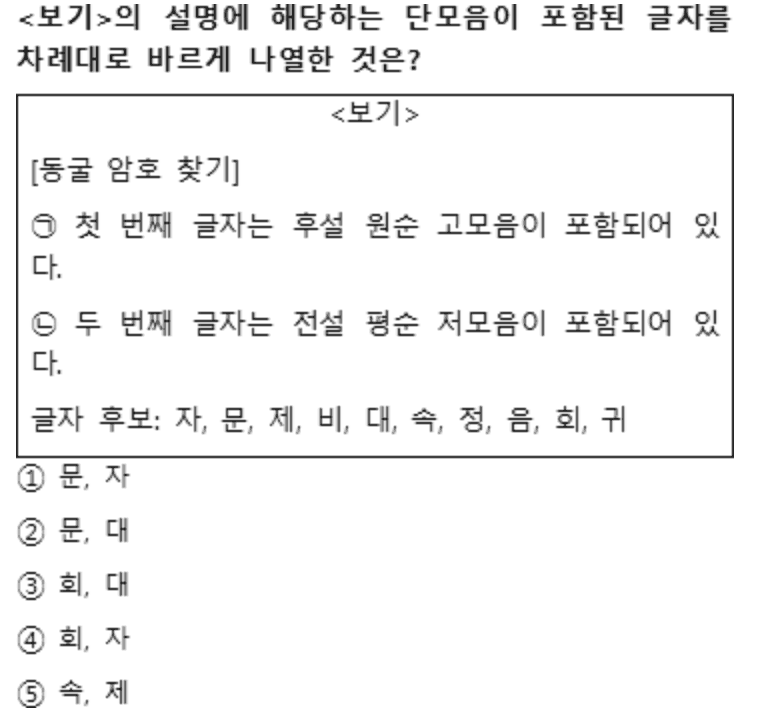 <보기>의 설명에 해당하는 단모음이 포함된 글자를
차례대로 바르게 나열한 것은?
<보기>
[동굴 암호 찾기]
㉠ 첫 번째 글자는 후설 원순 고모음이 포함되어 있
다.
㉡ 두 번째 글자는 전설 평순 저모음이 포함되어 있
다.
글자 후보: 자, 문, 제, 비, 대, 속, 정, 음, 회, 귀
① 문, 자
② 문, 대
③ 회, 대
④ 회, 자
⑤ 속, 제